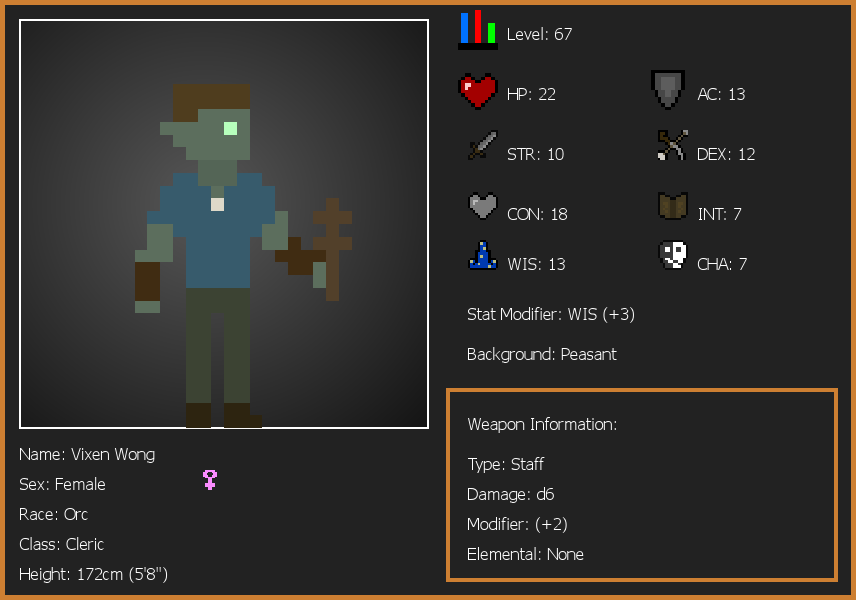 Level: 67
HP: 22
AC: 13
STR: 10
DEX: 12
CON: 18
INT: 7
WIS: 13
CHA: 7
Stat Modifier: WIS (+3)
Background: Peasant
Weapon Information:
Type: Staff
Damage: d6
Modifier: (+2)
Elemental: None
Name: Vixen Wong
Sex: Female
Race: Orc
Class: Cleric
Height: 172cm (5'8")